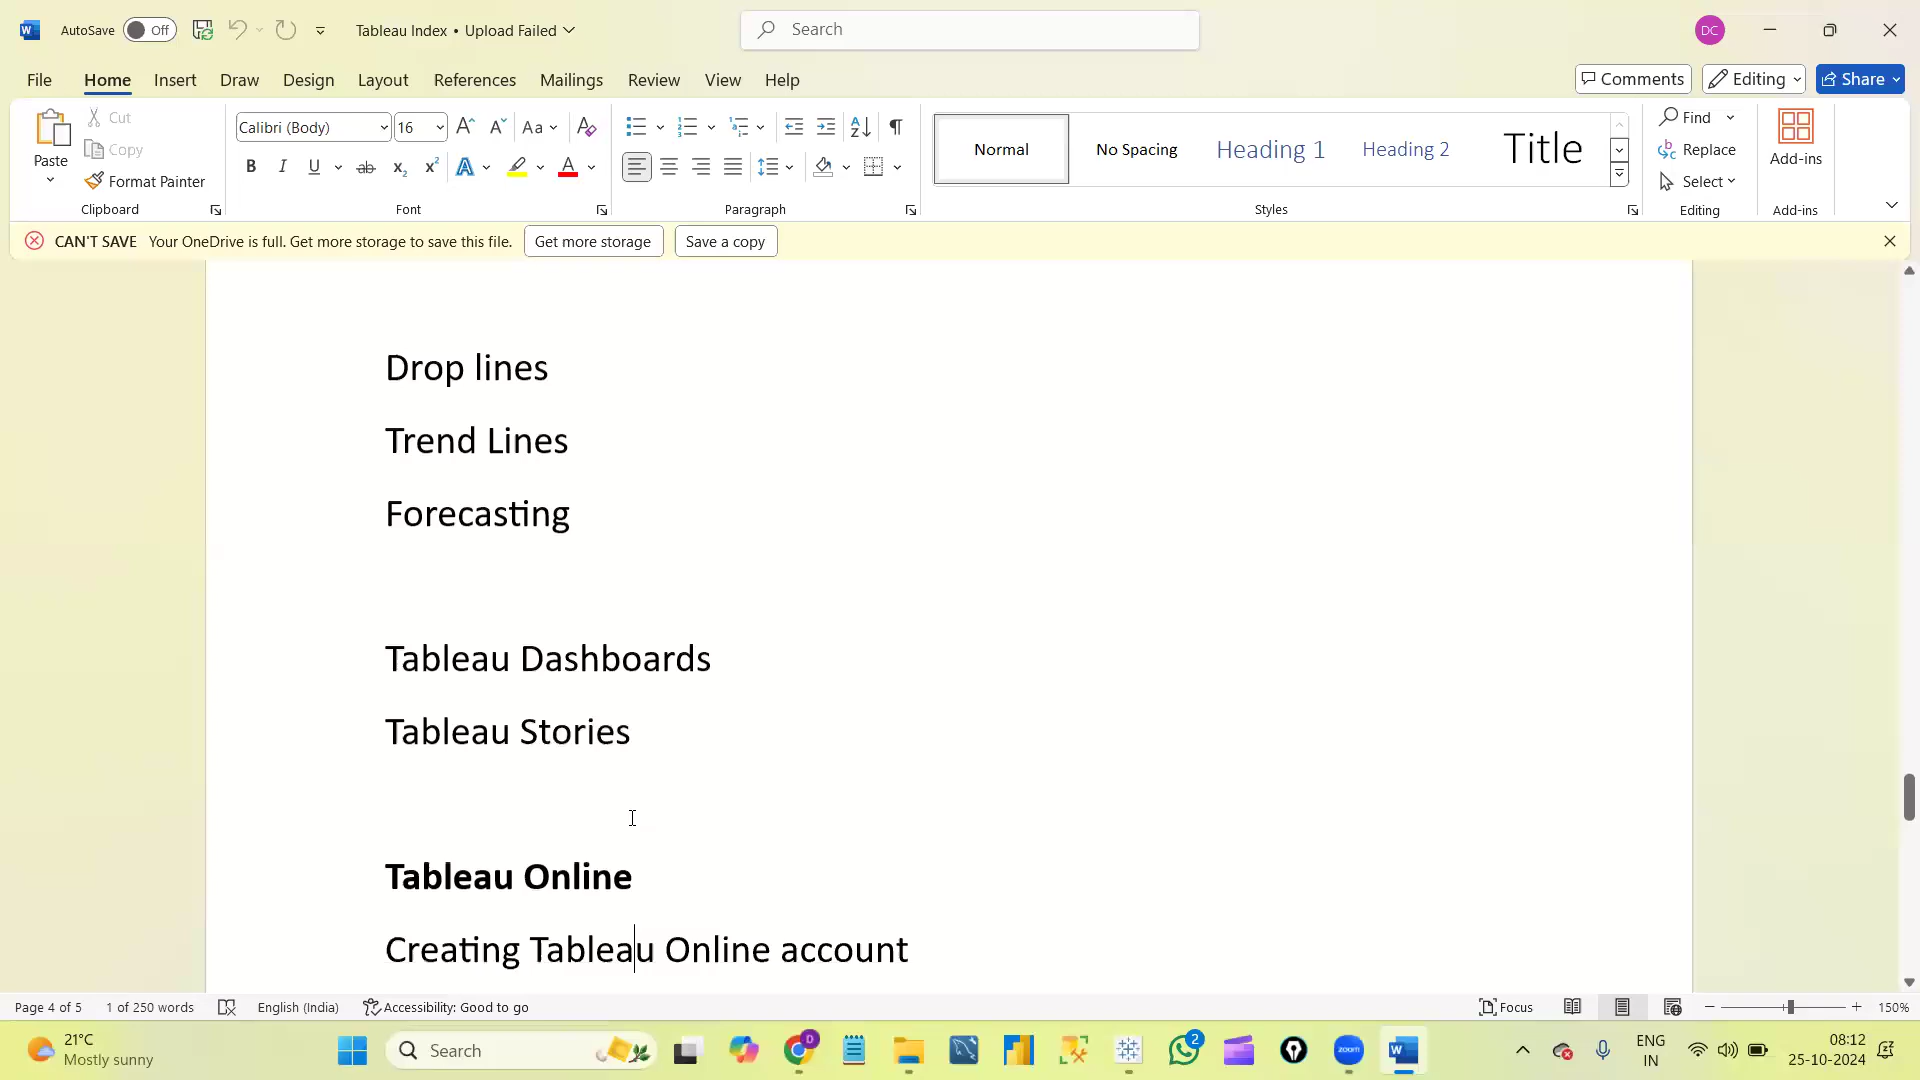 AutoSave Off Tableau Index • Upload Failed Search DC
File Home Insert Draw Design Layout References Mailings Review View Help Comments Editing Share
Paste Cut Copy Format Painter Clipboard
Calibri (Body) 16 Font
Paragraph
Normal No Spacing Heading 1 Heading 2 Title Styles
Find Replace Select Editing
Add-ins Add-ins
CAN'T SAVE Your OneDrive is full. Get more storage to save this file. Get more storage Save a copy
Drop lines
Trend Lines
Forecasting
Tableau Dashboards
Tableau Stories
Tableau Online
Creating Tableau Online account
Page 4 of 5 1 of 250 words English (India) Accessibility: Good to go Focus 150%
21°C Mostly sunny Search zoom 2 ENG IN 08:12 25-10-2024